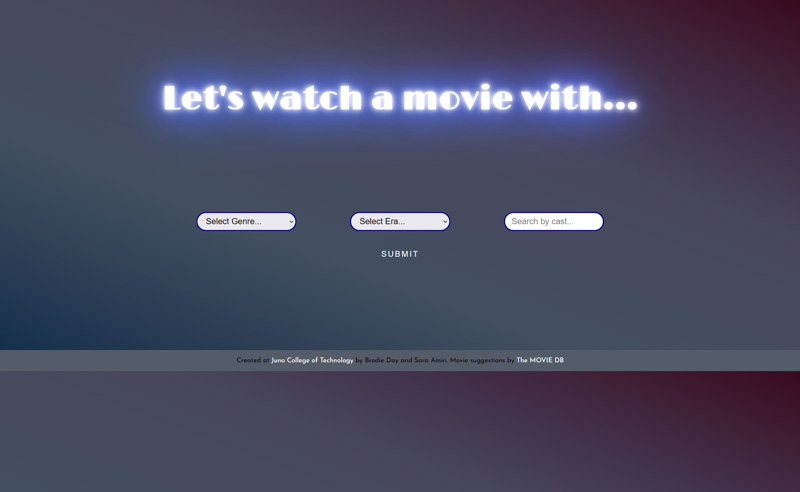 Let's watch a movie with...
Select Genre... Select Era... Search by cast...
SUBMIT
Created at Juno College of Technology by Brodie Day and Sara Amiri. Movie suggestions by The MOVIE DB